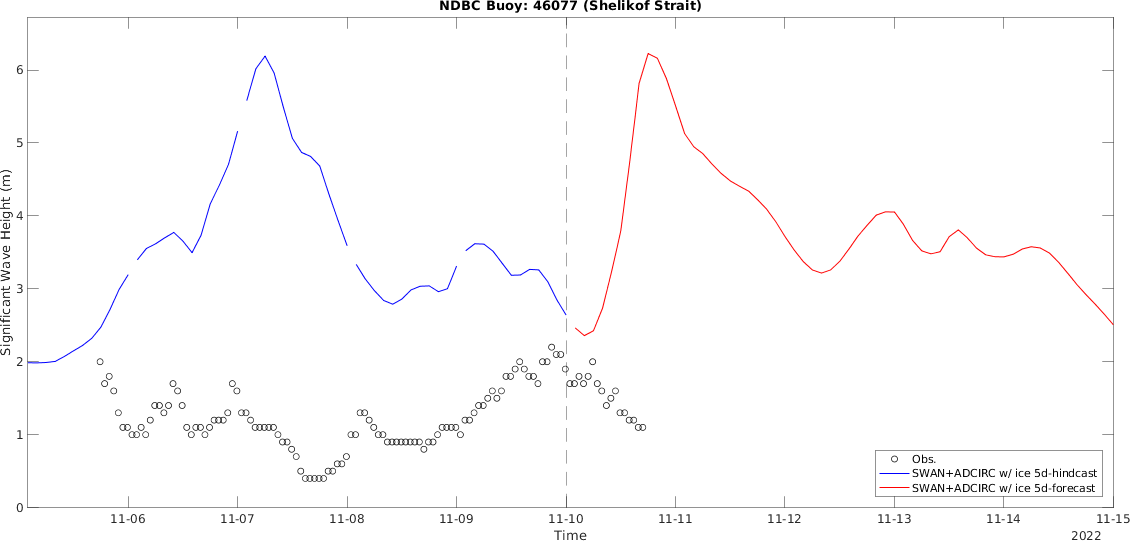 NDBC Buoy: 46077 (Shelikof Strait)
Significant Wave Height (m)
6
5
4
3
2
1
0
Obs.
SWAN+ADCIRC w/ ice 5d-hindcast
SWAN+ADCIRC w/ ice 5d-forecast
11-06 11-07 11-08 11-09 11-10 11-11 11-12 11-13 11-14 11-15
Time
2022